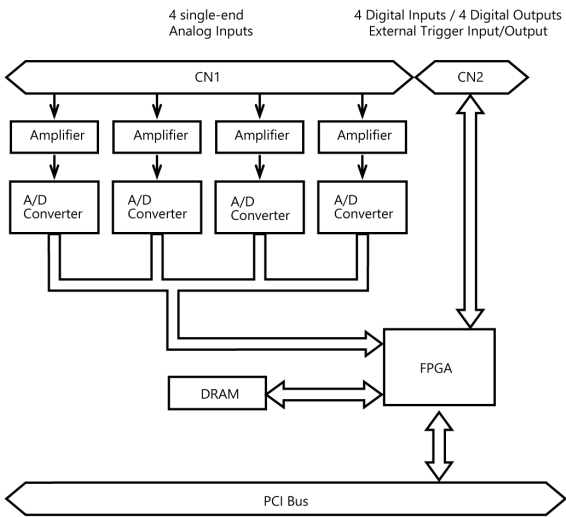 4 single-end
Analog Inputs
4 Digital Inputs / 4 Digital Outputs
External Trigger Input/Output
CN1
CN2
Amplifier
Amplifier
Amplifier
Amplifier
A/D
Converter
A/D
Converter
A/D
Converter
A/D
Converter
FPGA
DRAM
PCI Bus